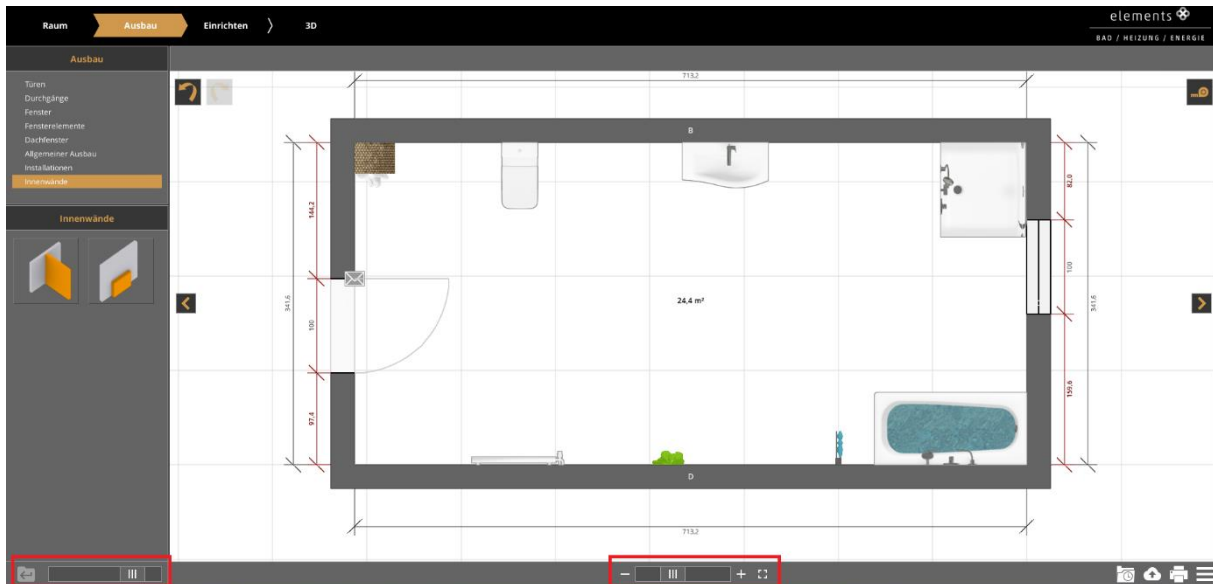 Raum
Ausbau
Einrichten
3D
elements
BAD / HEIZUNG / ENERGIE
Ausbau
Türen
Durchgänge
Fenster
Fensterelemente
Dachfenster
Allgemeiner Ausbau
Installationen
Innenwände
Innenwände
713,2
B
144,2
82,0
341,6
100
24,4 m²
100
341,6
97,4
159,6
D
713,2